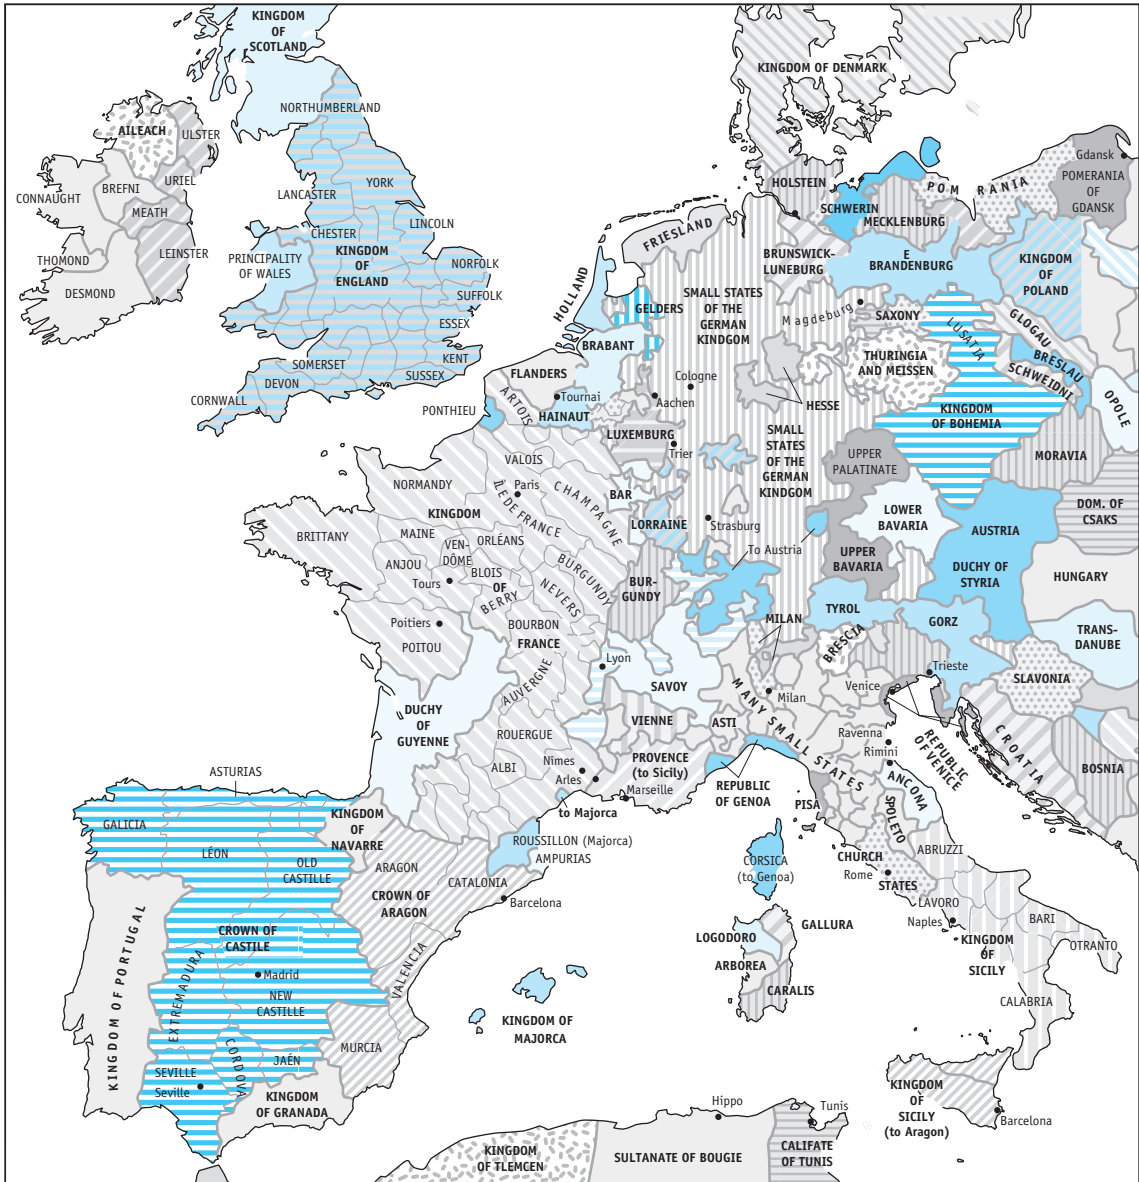 KINGDOM
OF
SCOTLAND
KINGDOM OF DENMARK
NORTHUMBERLAND
AILEACH
ULSTER
Gdansk
CONNAUGHT
BREFNI
URIEL
LANCASTER
YORK
HOLSTEIN
POM RANIA
POMERANIA
OF
GDANSK
MEATH
SCHWERIN
MECKLENBURG
LINCOLN
CHESTER
FRIESLAND
LEINSTER
THOMOND
PRINCIPALITY
OF WALES
KINGDOM
OF
ENGLAND
NORFOLK
BRUNSWICK-
LUNEBURG
E
BRANDENBURG
KINGDOM
OF
POLAND
DESMOND
SUFFOLK
HOLLAND
GELDERS
SMALL STATES
OF THE
GERMAN
KINDGOM
Magdeburg
SAXONY
LUSATIA
GLOGAU
ESSEX
BRABANT
THURINGIA
AND MEISSEN
BRESLAU
SCHWEIDNI
SOMERSET
KENT
SUSSEX
DEVON
CORNWALL
FLANDERS
Tournai
HAINAUT
Cologne
Aachen
HESSE
OPOLE
PONTHIEU
ARTOIS
KINGDOM
OF BOHEMIA
LUXEMBURG
Trier
SMALL
STATES
OF THE
GERMAN
KINDGOM
UPPER
PALATINATE
MORAVIA
VALOIS
NORMANDY
Paris
ÎLE DE FRANCE
CHAMPAGNE
BAR
LORRAINE
Strasburg
LOWER
BAVARIA
DOM. OF
CSAKS
KINGDOM
BRITTANY
MAINE
ORLÉANS
VEN-
DÔME
To Austria
AUSTRIA
ANJOU
Tours
BLOIS
OF
BERRY
NEVERS
BURGUNDY
BUR-
GUNDY
UPPER
BAVARIA
DUCHY OF
STYRIA
HUNGARY
Poitiers
BOURBON
FRANCE
MILAN
TYROL
GORZ
TRANS-
DANUBE
POITOU
Lyon
BRESCIA
Trieste
AUVERGNE
SAVOY
Milan
Venice
SLAVONIA
DUCHY
OF
GUYENNE
ROUERGUE
VIENNE
ASTI
MANY SMALL STATES
Ravenna
CROATIA
ALBI
Nîmes
Arles
PROVENCE
(to Sicily)
Marseille
Rimini
REPUBLIC
OF VENICE
BOSNIA
ASTURIAS
to Majorca
REPUBLIC
OF GENOA
PISA
ANCONA
SPOLETO
GALICIA
KINGDOM
OF
NAVARRE
ROUSSILLON (Majorca)
AMPURIAS
LÉON
OLD
CASTILLE
ARAGON
CORSICA
(to Genoa)
CHURCH
Rome
STATES
ABRUZZI
CROWN OF
ARAGON
CATALONIA
Barcelona
LAVORO
Naples
BARI
KINGDOM OF PORTUGAL
CROWN OF
CASTILE
GALLURA
LOGODORO
OTRANTO
KINGDOM
OF
SICILY
EXTREMADURA
Madrid
VALENCIA
ARBOREA
CARALIS
NEW
CASTILLE
CALABRIA
KINGDOM OF
MAJORCA
CORDOVA
MURCIA
JAÉN
SEVILLE
Seville
KINGDOM
OF GRANADA
KINGDOM
OF
SICILY
(to Aragon)
Barcelona
Hippo
Tunis
KINGDOM
OF TLEMCEN
SULTANATE OF BOUGIE
CALIFATE
OF TUNIS